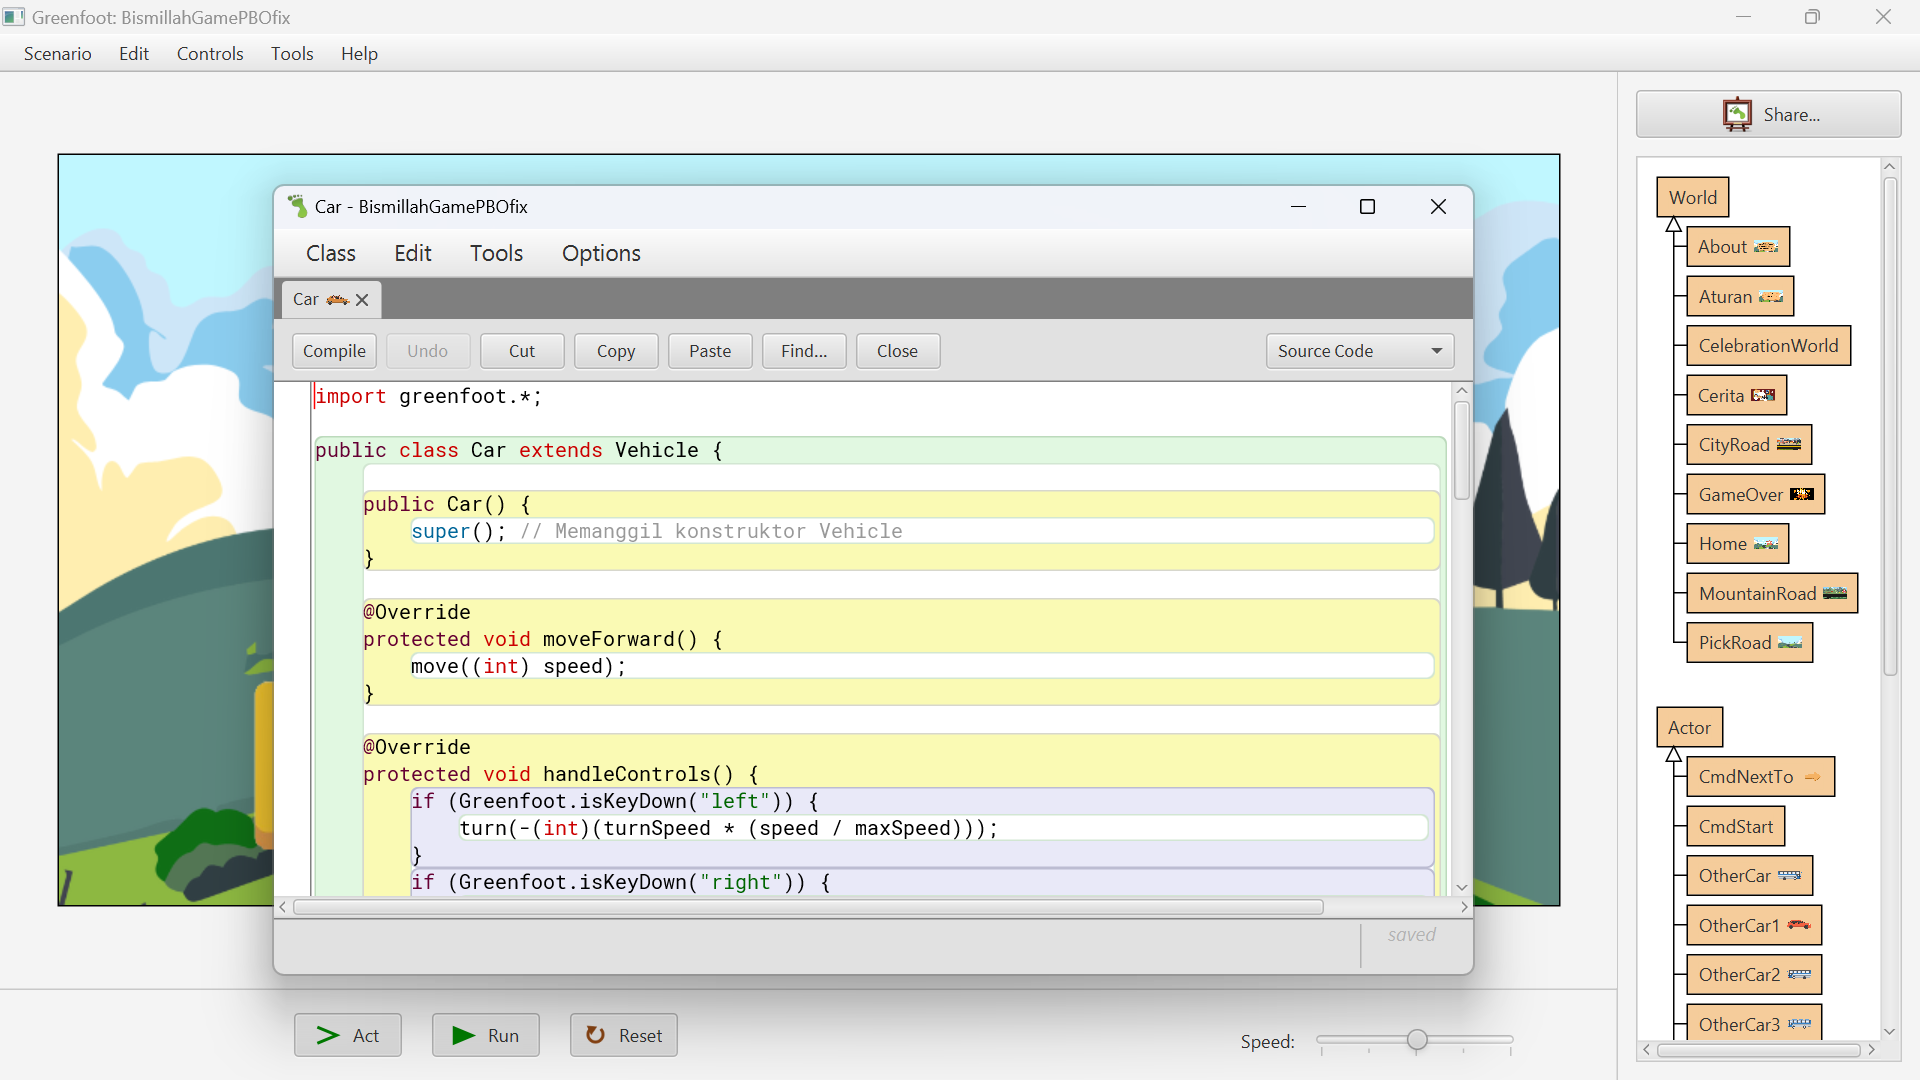 Greenfoot: BismillahGamePBOfix
Scenario Edit Controls Tools Help
Share...
Car - BismillahGamePBOfix
Class Edit Tools Options
Car
Compile Undo Cut Copy Paste Find... Close Source Code
import greenfoot.*;
public class Car extends Vehicle {
public Car() {
super(); // Memanggil konstruktor Vehicle
}
@Override
protected void moveForward() {
move((int) speed);
}
@Override
protected void handleControls() {
if (Greenfoot.isKeyDown("left")) {
turn(-(int)(turnSpeed * (speed / maxSpeed)));
}
if (Greenfoot.isKeyDown("right")) {
saved
Act Run Reset Speed:
World
About
Aturan
CelebrationWorld
Cerita
CityRoad
GameOver
Home
MountainRoad
PickRoad
Actor
CmdNextTo
CmdStart
OtherCar
OtherCar1
OtherCar2
OtherCar3